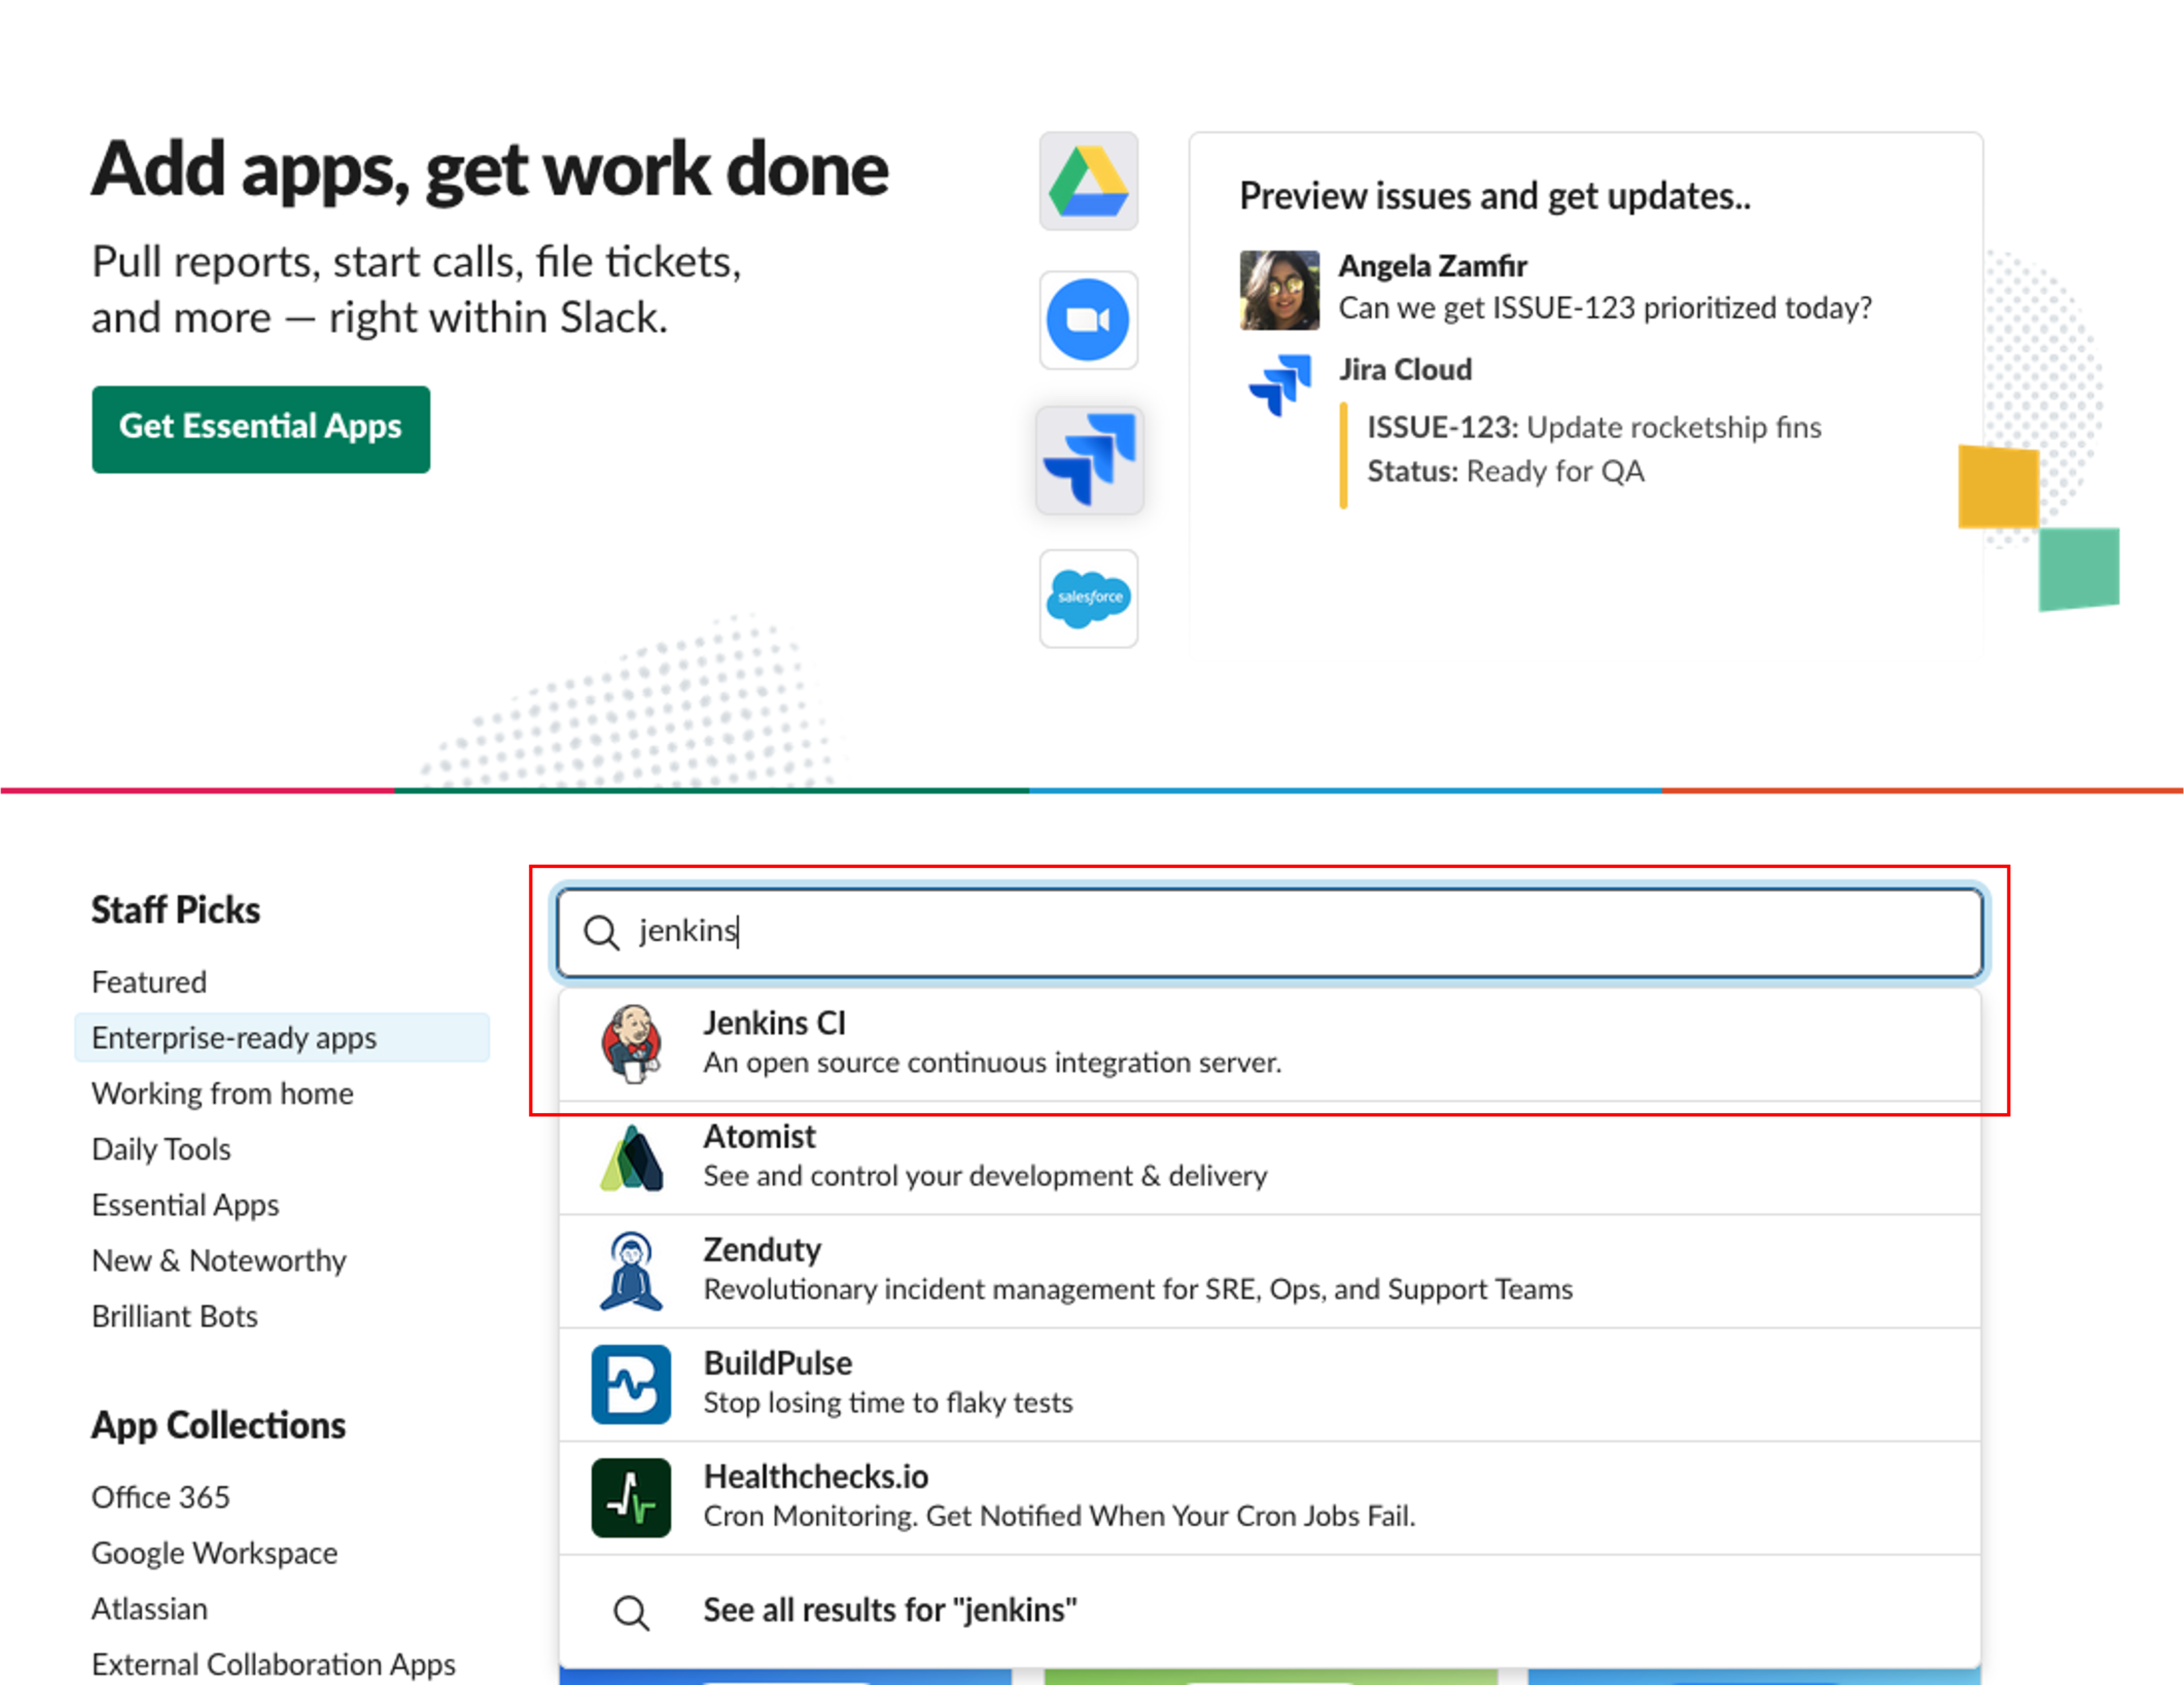 Add apps, get work done
Pull reports, start calls, file tickets,
and more — right within Slack.
Get Essential Apps
salesforce
Preview issues and get updates..
Angela Zamfir
Can we get ISSUE-123 prioritized today?
Jira Cloud
ISSUE-123: Update rocketship fins
Status: Ready for QA
Staff Picks
Featured
Enterprise-ready apps
Working from home
Daily Tools
Essential Apps
New & Noteworthy
Brilliant Bots
App Collections
Office 365
Google Workspace
Atlassian
External Collaboration Apps
jenkins
Jenkins CI
An open source continuous integration server.
Atomist
See and control your development & delivery
Zenduty
Revolutionary incident management for SRE, Ops, and Support Teams
BuildPulse
Stop losing time to flaky tests
Healthchecks.io
Cron Monitoring. Get Notified When Your Cron Jobs Fail.
See all results for "jenkins"